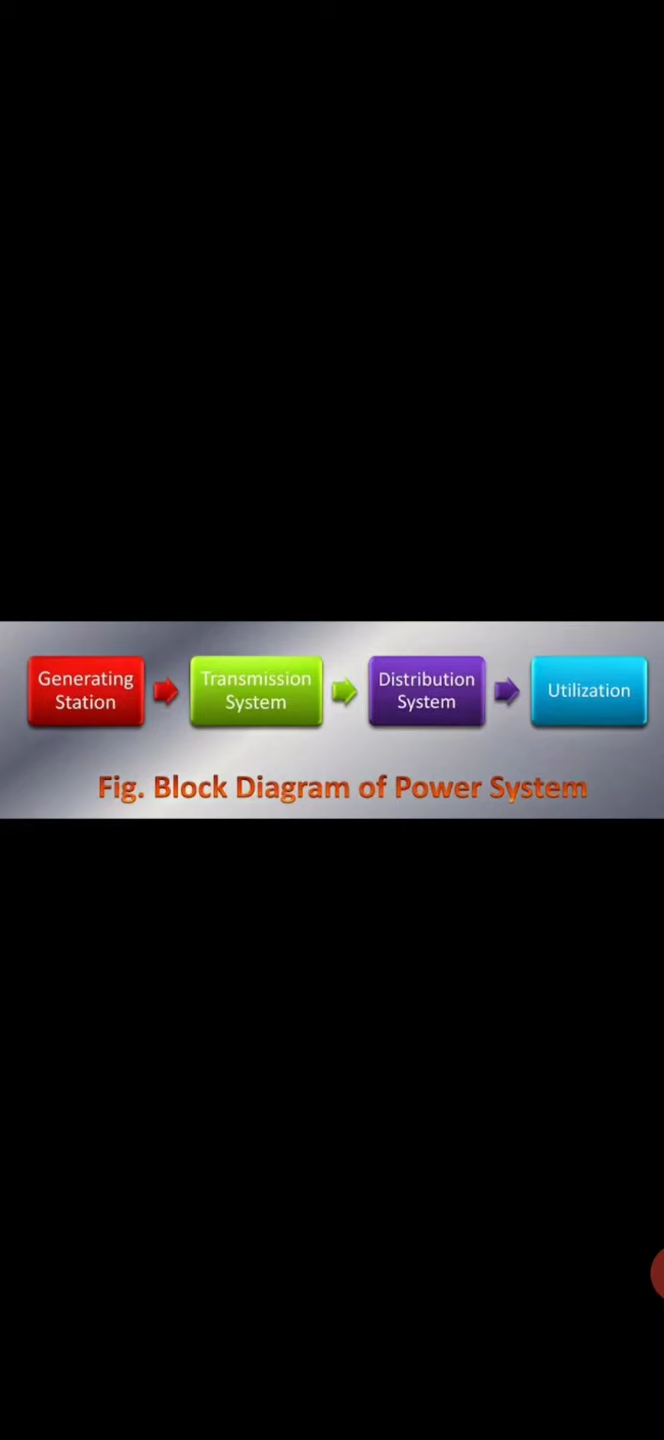 Generating
Station
Transmission
System
Distribution
System
Utilization
Fig. Block Diagram of Power System